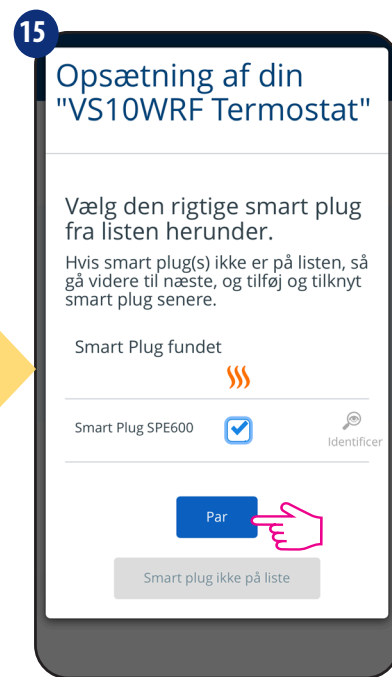 15
Opsætning af din
"VS10WRF Termostat"
Vælg den rigtige smart plug
fra listen herunder.
Hvis smart plug(s) ikke er på listen, så
gå videre til næste, og tilføj og tilknyt
smart plug senere.
Smart Plug fundet
Smart Plug SPE600
Identificer
Par
Smart plug ikke på liste